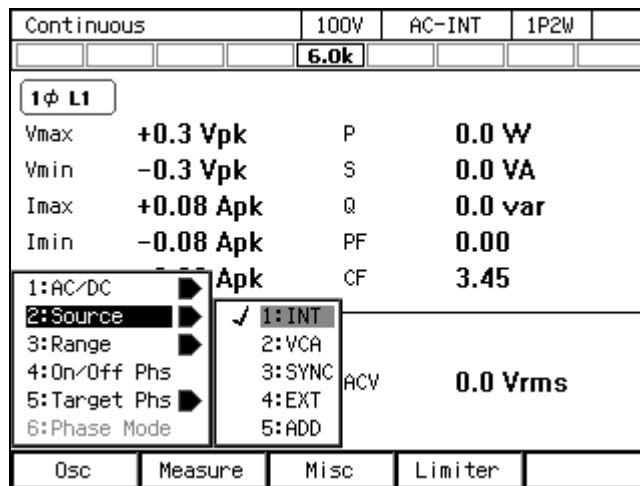 Continuous 100V AC-INT 1P2W
6.0k
1ϕ L1
Vmax +0.3 Vpk P 0.0 W
Vmin −0.3 Vpk S 0.0 VA
Imax +0.08 Apk Q 0.0 var
Imin −0.08 Apk PF 0.00
Apk CF 3.45
1:AC/DC
2:Source
3:Range
4:On/Off Phs
5:Target Phs
6:Phase Mode
✓ 1:INT
2:VCA
3:SYNC
4:EXT
5:ADD
ACV 0.0 Vrms
Osc Measure Misc Limiter